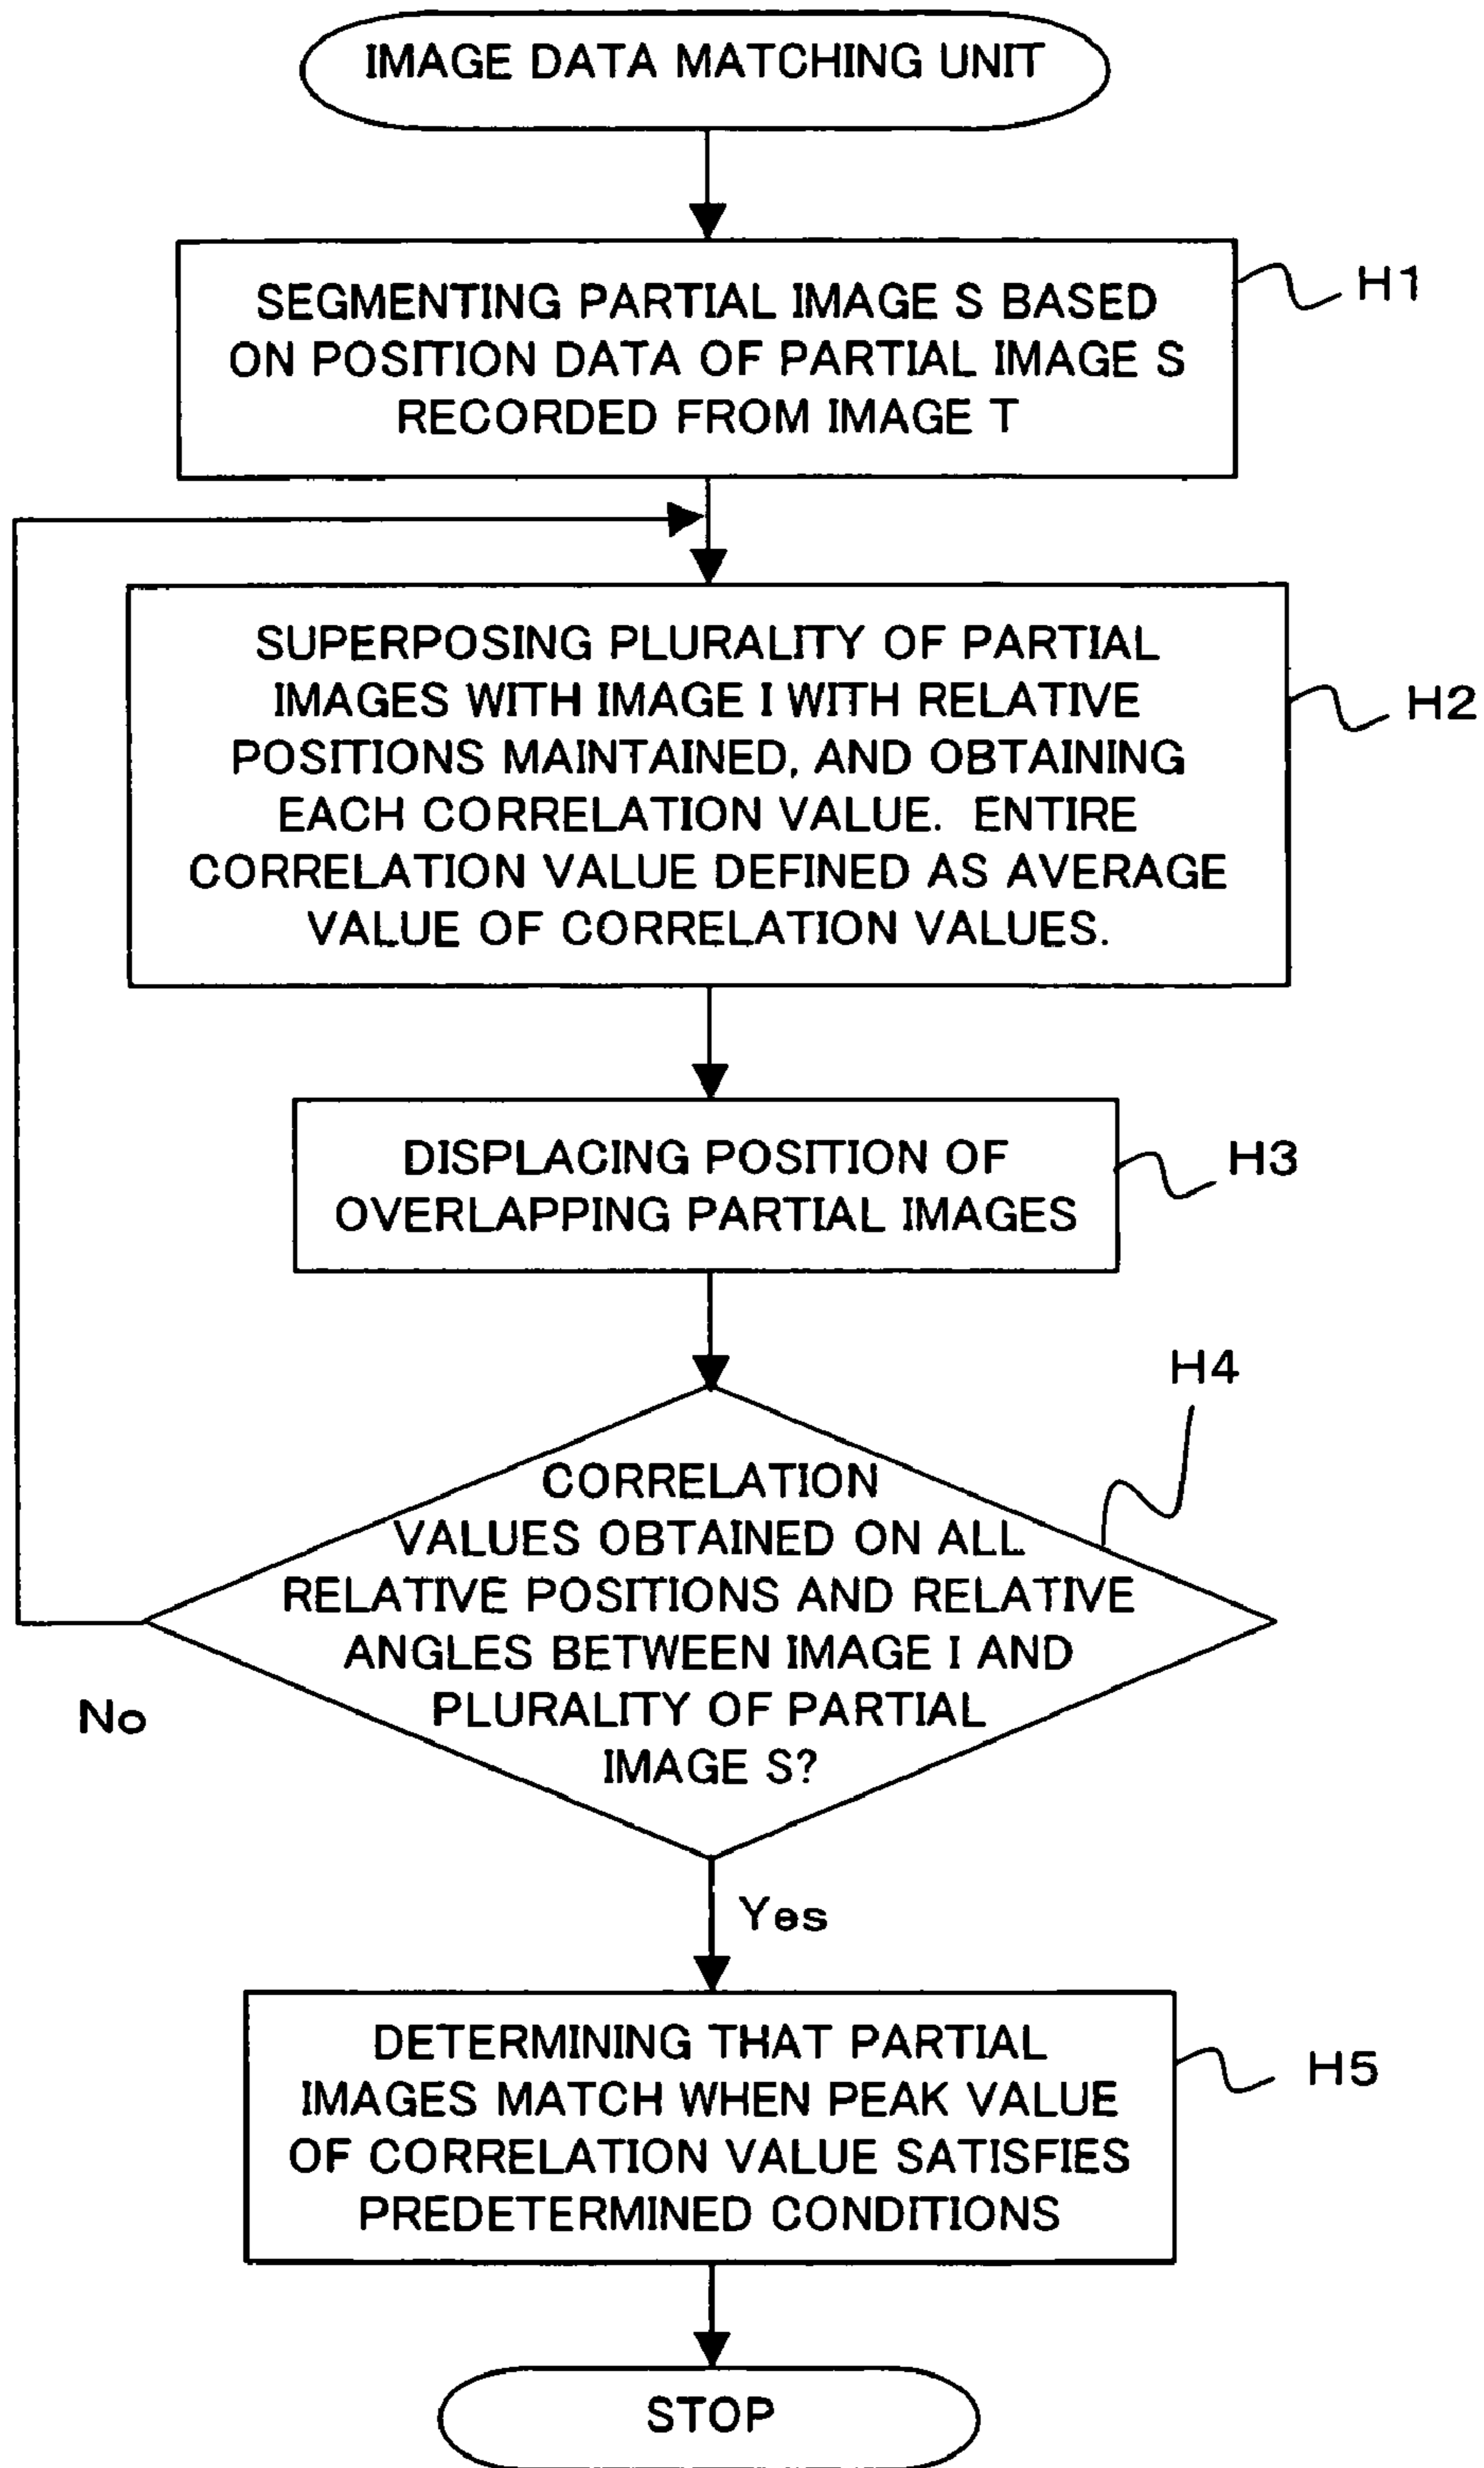 IMAGE DATA MATCHING UNIT
SEGMENTING PARTIAL IMAGE S BASED
ON POSITION DATA OF PARTIAL IMAGE S
RECORDED FROM IMAGE T
H1
SUPERPOSING PLURALITY OF PARTIAL
IMAGES WITH IMAGE I WITH RELATIVE
POSITIONS MAINTAINED, AND OBTAINING
EACH CORRELATION VALUE.  ENTIRE
CORRELATION VALUE DEFINED AS AVERAGE
VALUE OF CORRELATION VALUES.
H2
DISPLACING POSITION OF
OVERLAPPING PARTIAL IMAGES
H3
H4
CORRELATION
VALUES OBTAINED ON ALL
RELATIVE POSITIONS AND RELATIVE
ANGLES BETWEEN IMAGE I AND
PLURALITY OF PARTIAL
IMAGE S?
No
Yes
DETERMINING THAT PARTIAL
IMAGES MATCH WHEN PEAK VALUE
OF CORRELATION VALUE SATISFIES
PREDETERMINED CONDITIONS
H5
STOP